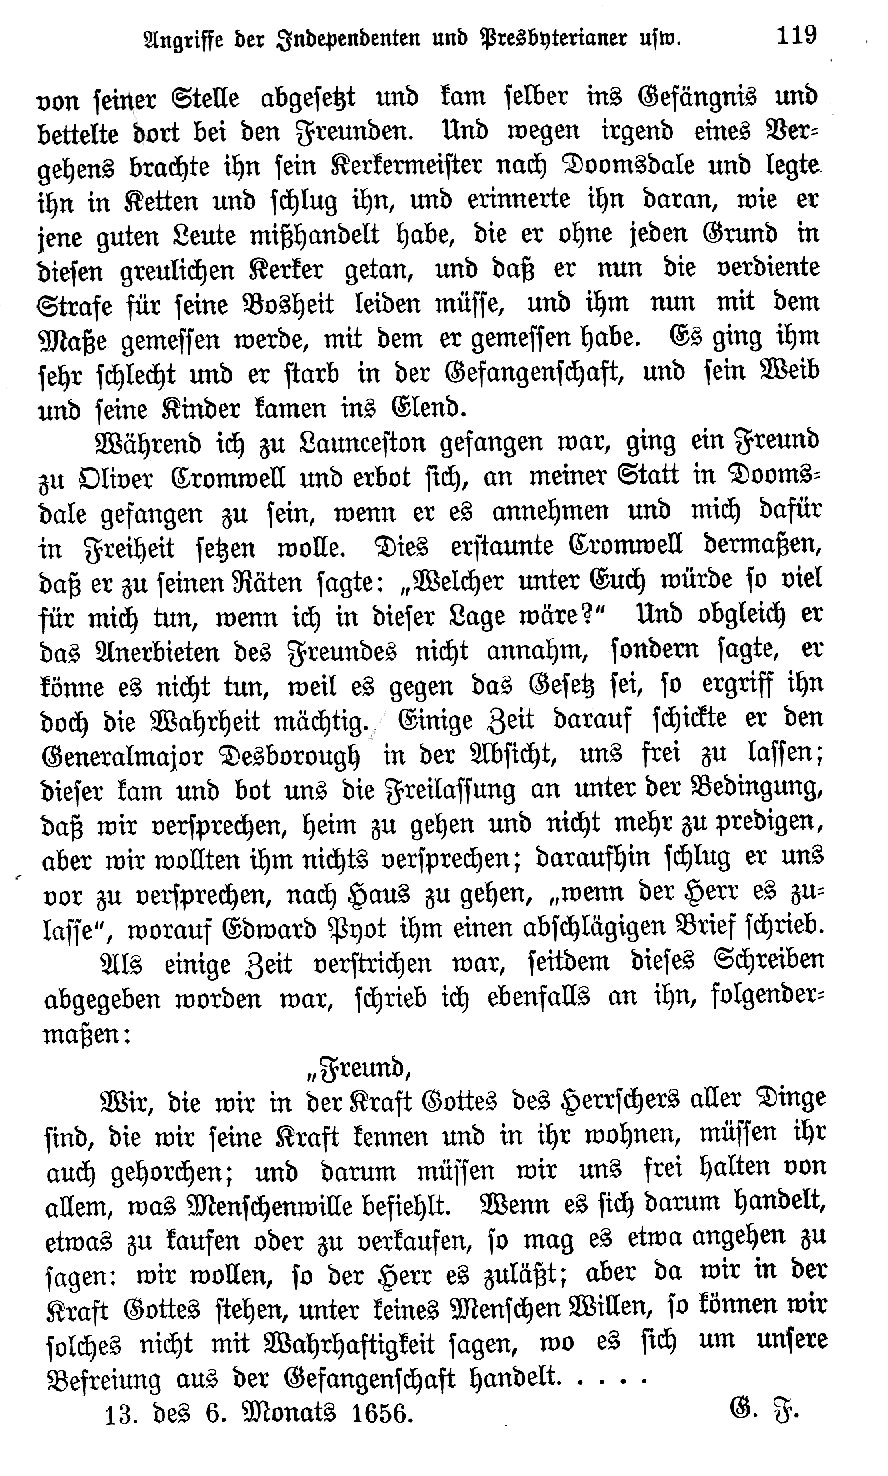 Angriffe der Independenten und Presbyterianer usw. 119
von seiner Stelle abgesetzt und kam selber ins Gefängnis und
bettelte dort bei den Freunden. Und wegen irgend eines Ver-
gehens brachte ihn sein Kerkermeister nach Doomsdale und legte
ihn in Ketten und schlug ihn, und erinnerte ihn daran, wie er
jene guten Leute mißhandelt habe, die er ohne jeden Grund in
diesen greulichen Kerker getan, und daß er nun die verdiente
Strafe für seine Bosheit leiden müsse, und ihm nun mit dem
Maße gemessen werde, mit dem er gemessen habe. Es ging ihm
sehr schlecht und er starb in der Gefangenschaft, und sein Weib
und seine Kinder kamen ins Elend.
Während ich zu Launceston gefangen war, ging ein Freund
zu Oliver Cromwell und erbot sich, an meiner Statt in Dooms-
dale gefangen zu sein, wenn er es annehmen und mich dafür
in Freiheit setzen wolle. Dies erstaunte Cromwell dermaßen,
daß er zu seinen Räten sagte: „Welcher unter Euch würde so viel
für mich tun, wenn ich in dieser Lage wäre?“ Und obgleich er
das Anerbieten des Freundes nicht annahm, sondern sagte, er
könne es nicht tun, weil es gegen das Gesetz sei, so ergriff ihn
doch die Wahrheit mächtig. Einige Zeit darauf schickte er den
Generalmajor Desborough in der Absicht, uns frei zu lassen;
dieser kam und bot uns die Freilassung an unter der Bedingung,
daß wir versprechen, heim zu gehen und nicht mehr zu predigen,
aber wir wollten ihm nichts versprechen; daraufhin schlug er uns
vor zu versprechen, nach Haus zu gehen, „wenn der Herr es zu-
lasse“, worauf Edward Pyot ihm einen abschlägigen Brief schrieb.
Als einige Zeit verstrichen war, seitdem dieses Schreiben
abgegeben worden war, schrieb ich ebenfalls an ihn, folgender-
maßen:
„Freund,
Wir, die wir in der Kraft Gottes des Herrschers aller Dinge
sind, die wir seine Kraft kennen und in ihr wohnen, müssen ihr
auch gehorchen; und darum müssen wir uns frei halten von
allem, was Menschenwille befiehlt. Wenn es sich darum handelt,
etwas zu kaufen oder zu verkaufen, so mag es etwa angehen zu
sagen: wir wollen, so der Herr es zuläßt; aber da wir in der
Kraft Gottes stehen, unter keines Menschen Willen, so können wir
solches nicht mit Wahrhaftigkeit sagen, wo es sich um unsere
Befreiung aus der Gefangenschaft handelt. . . . .
13. des 6. Monats 1656. G. F.